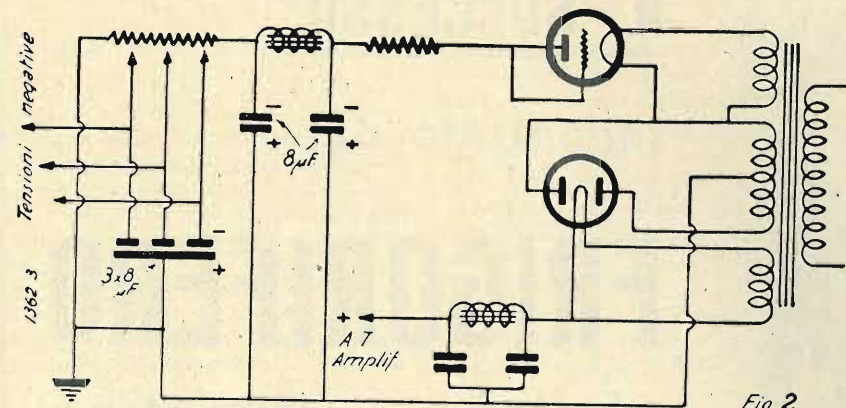 Tensioni negative
1362 3
3x8
µF
-
+
-
+
-
+
8µF
+ A.T
Amplif.
Fig 2